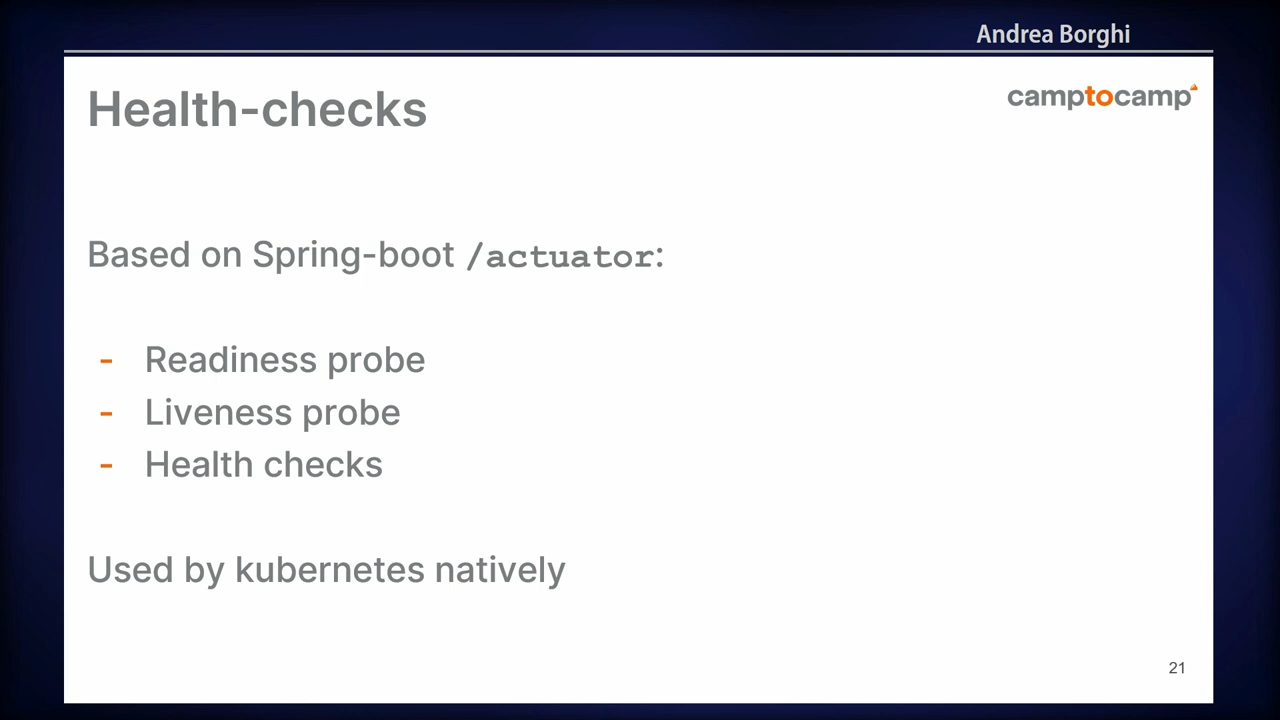 Andrea Borghi
Health-checks
camptocamp
Based on Spring-boot /actuator:
- Readiness probe
- Liveness probe
- Health checks
Used by kubernetes natively
21